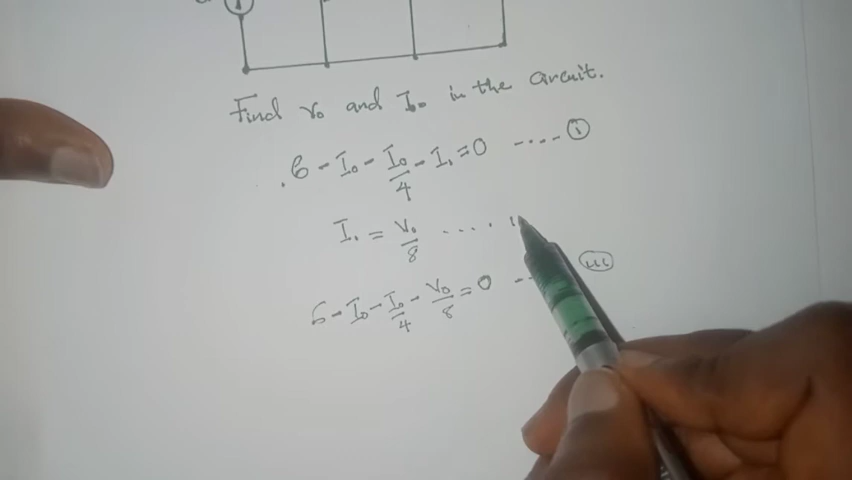 Find v₀ and I₀ in the circuit.
6 - I₀ - I₀/4 - I₁ = 0 ---- (i)
I₁ = V₀/8 ....
6 - I₀ - I₀/4 - V₀/8 = 0 -- (iii)